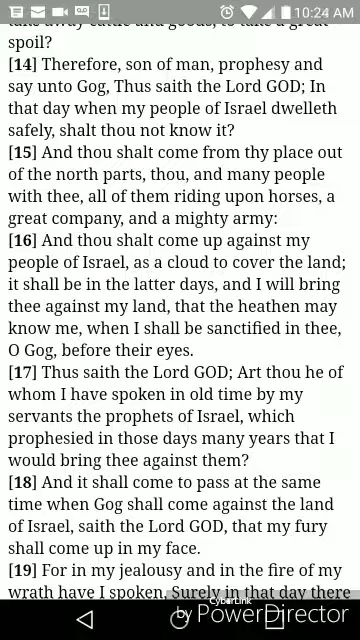 10:24 AM
take away cattle and goods, to take a great
spoil?
[14] Therefore, son of man, prophesy and
say unto Gog, Thus saith the Lord GOD; In
that day when my people of Israel dwelleth
safely, shalt thou not know it?
[15] And thou shalt come from thy place out
of the north parts, thou, and many people
with thee, all of them riding upon horses, a
great company, and a mighty army:
[16] And thou shalt come up against my
people of Israel, as a cloud to cover the land;
it shall be in the latter days, and I will bring
thee against my land, that the heathen may
know me, when I shall be sanctified in thee,
O Gog, before their eyes.
[17] Thus saith the Lord GOD; Art thou he of
whom I have spoken in old time by my
servants the prophets of Israel, which
prophesied in those days many years that I
would bring thee against them?
[18] And it shall come to pass at the same
time when Gog shall come against the land
of Israel, saith the Lord GOD, that my fury
shall come up in my face.
[19] For in my jealousy and in the fire of my
wrath have I spoken, Surely in that day there
CyberLink
by PowerDirector